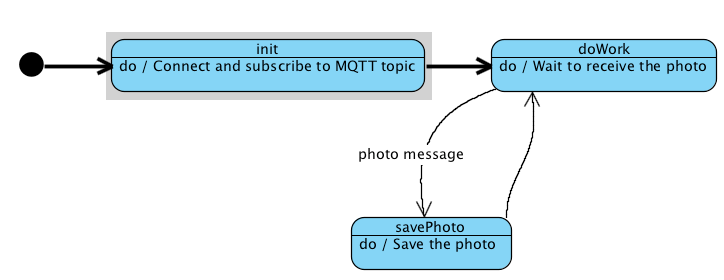 init
do / Connect and subscribe to MQTT topic
doWork
do / Wait to receive the photo
photo message
savePhoto
do / Save the photo